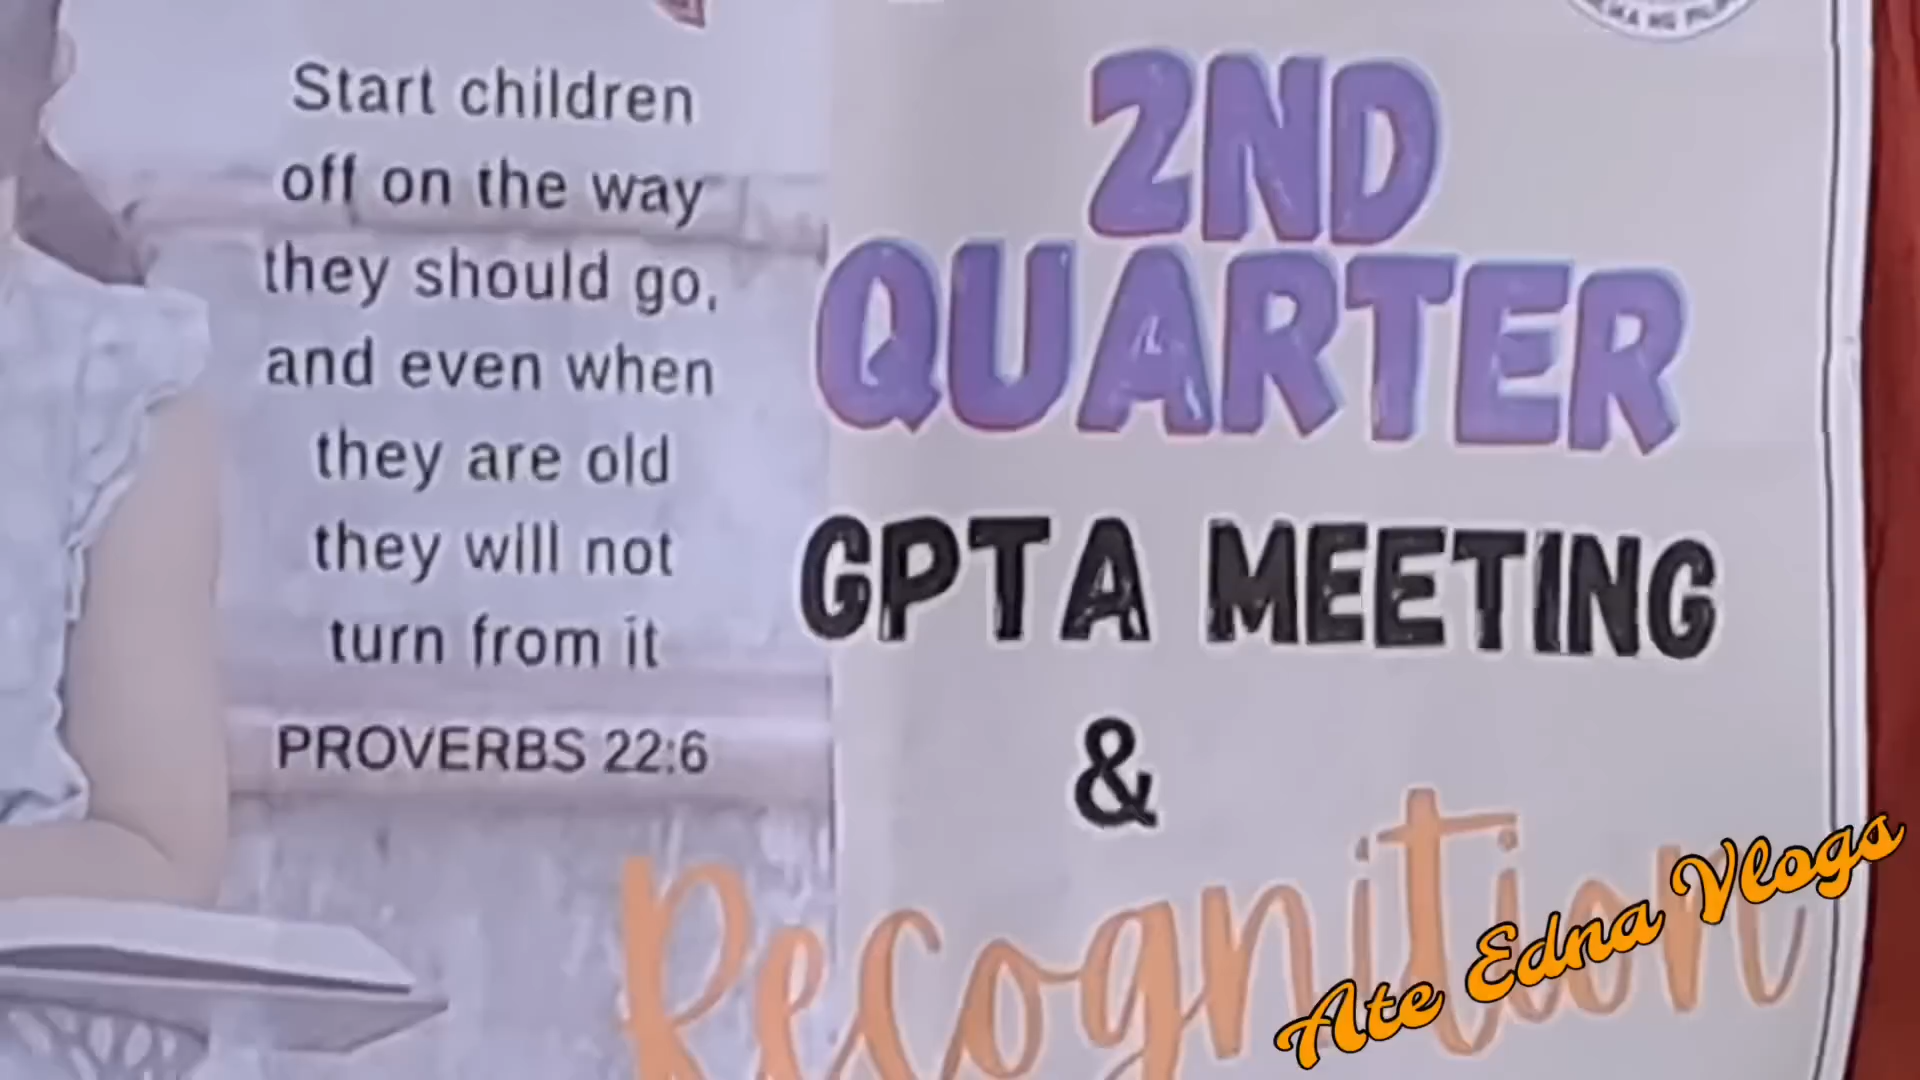 Start children
off on the way
they should go,
and even when
they are old
they will not
turn from it
PROVERBS 22:6
2ND
QUARTER
GPTA MEETING
&
Recognition
Ate Edna Vlogs